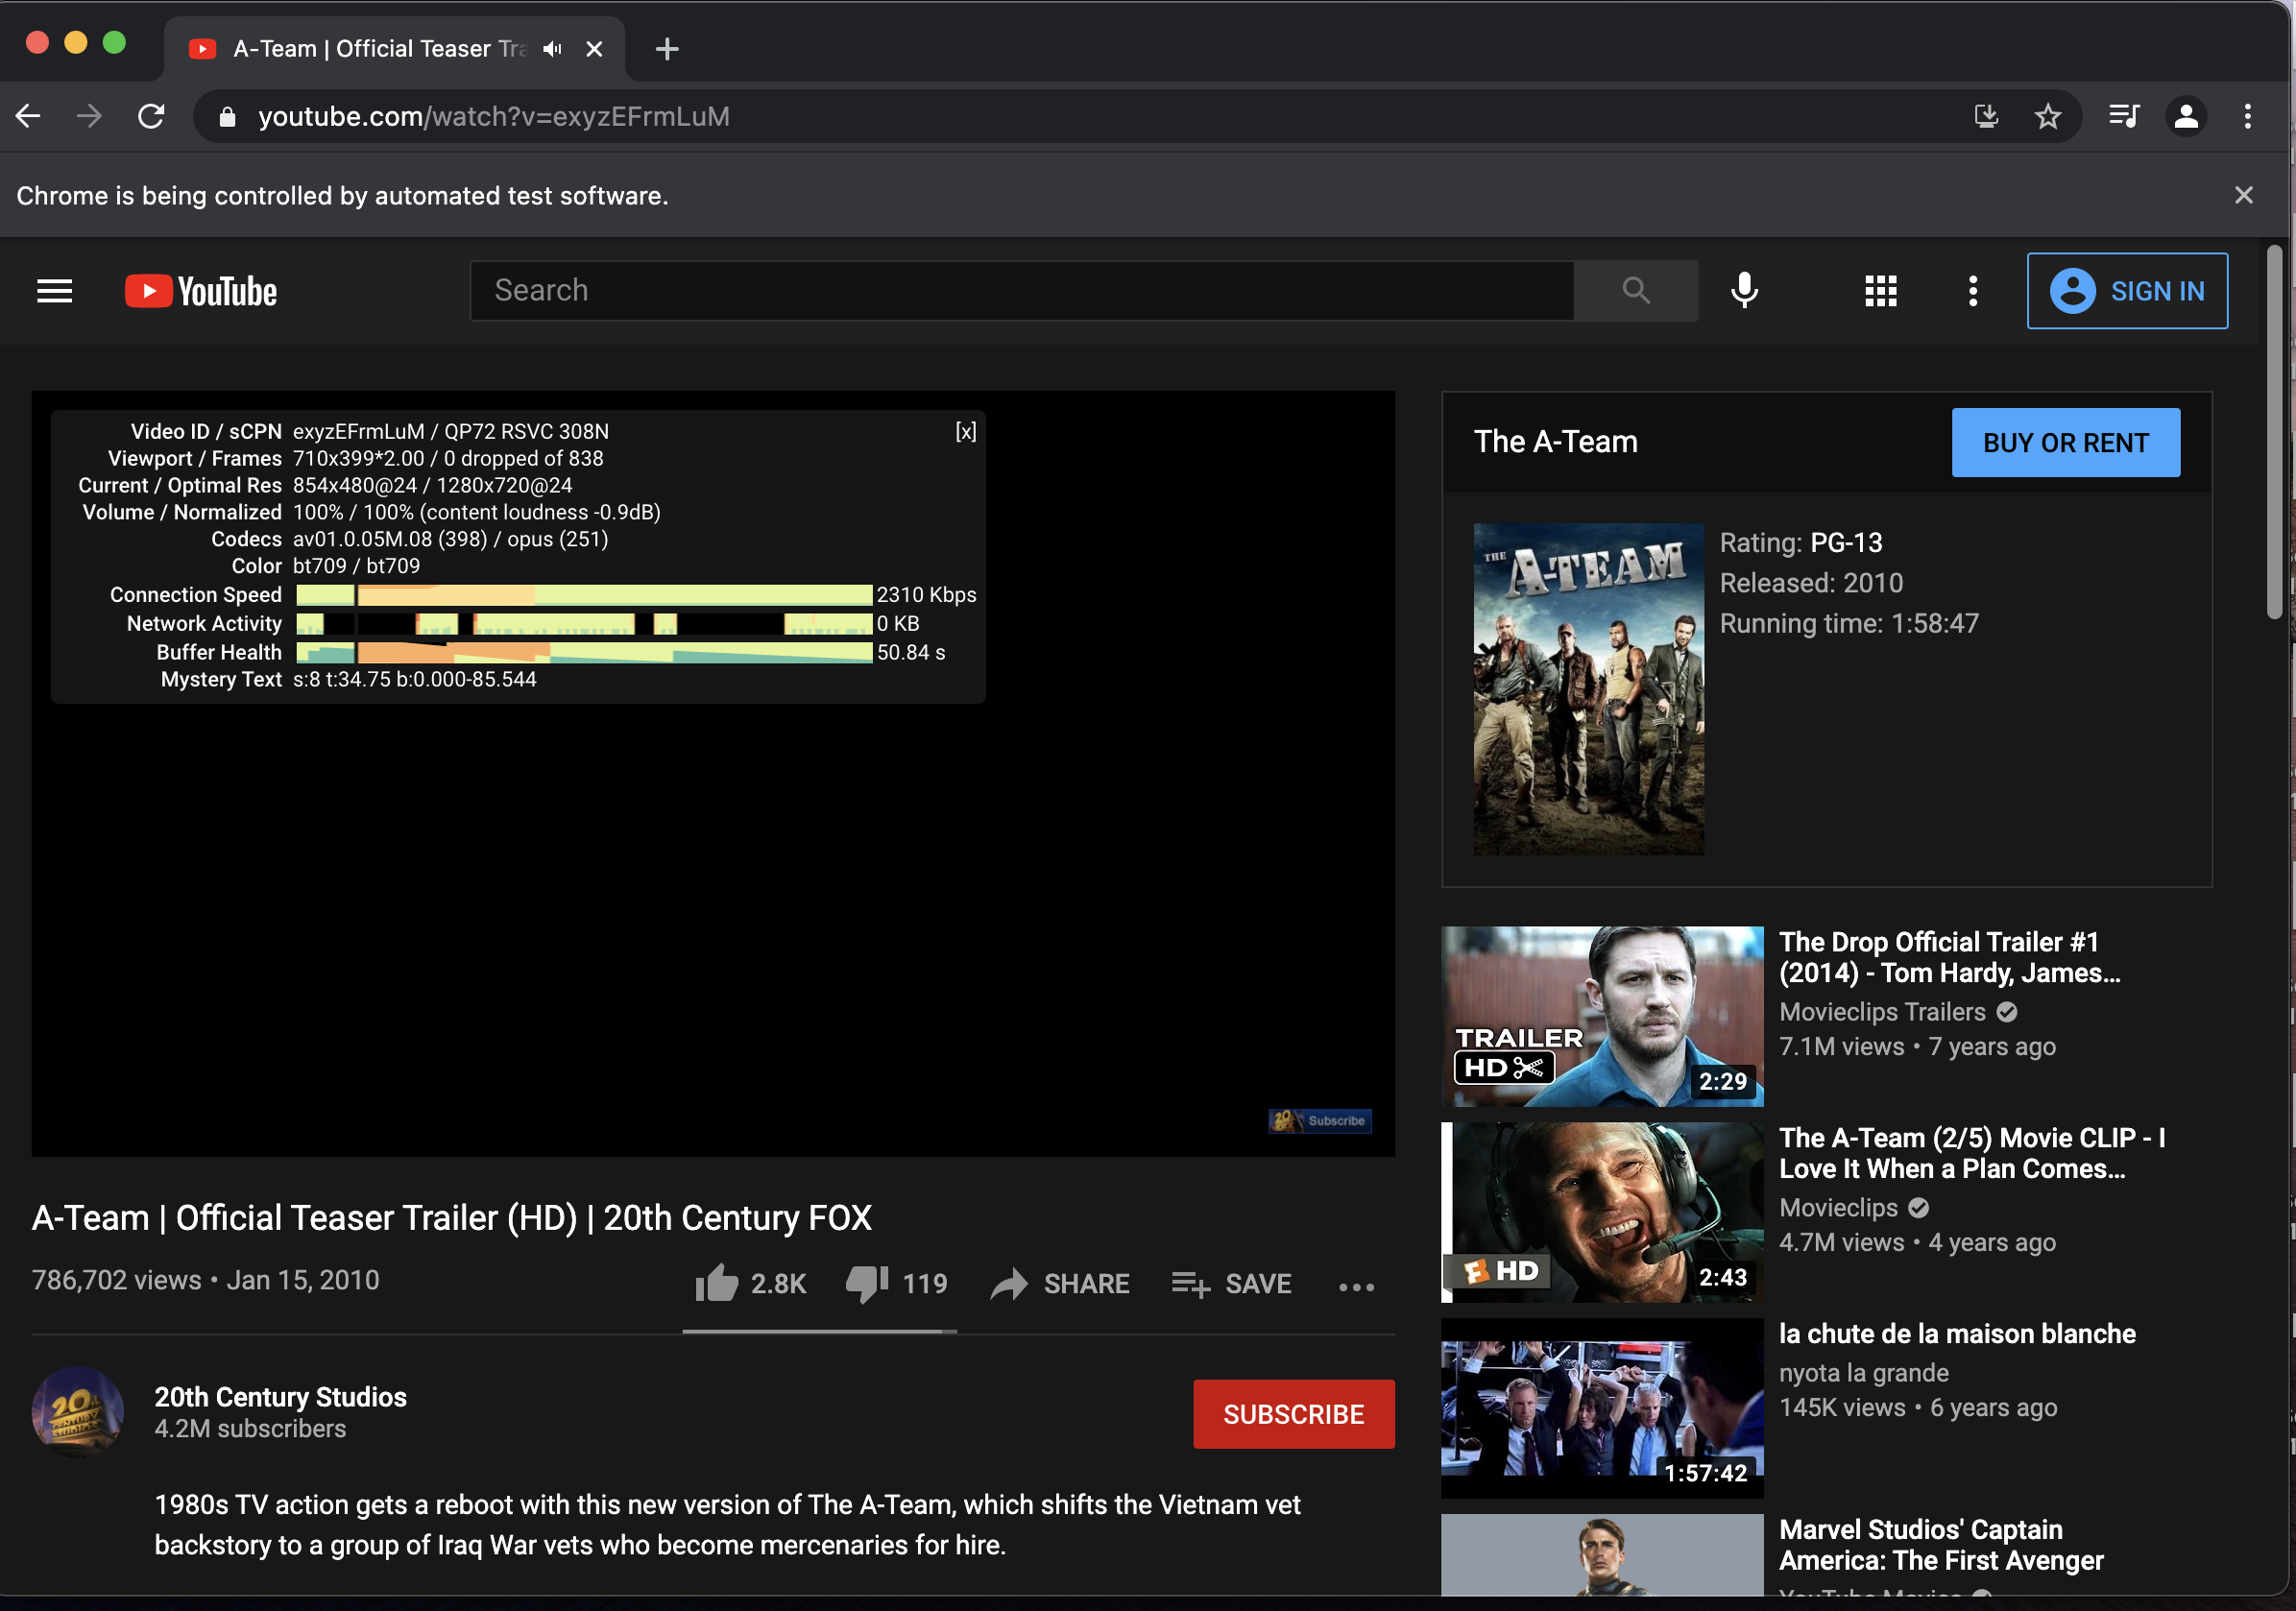 A-Team | Official Teaser Tra
youtube.com/watch?v=exyzEFrmLuM
Chrome is being controlled by automated test software.
YouTube
Search
SIGN IN
Video ID / sCPN exyzEFrmLuM / QP72 RSVC 308N [x]
Viewport / Frames 710x399*2.00 / 0 dropped of 838
Current / Optimal Res 854x480@24 / 1280x720@24
Volume / Normalized 100% / 100% (content loudness -0.9dB)
Codecs av01.0.05M.08 (398) / opus (251)
Color bt709 / bt709
Connection Speed 2310 Kbps
Network Activity 0 KB
Buffer Health 50.84 s
Mystery Text s:8 t:34.75 b:0.000-85.544
Subscribe
A-Team | Official Teaser Trailer (HD) | 20th Century FOX
786,702 views • Jan 15, 2010
2.8K 119 SHARE SAVE
20th Century Studios
4.2M subscribers
SUBSCRIBE
1980s TV action gets a reboot with this new version of The A-Team, which shifts the Vietnam vet
backstory to a group of Iraq War vets who become mercenaries for hire.
The A-Team
BUY OR RENT
THE A-TEAM
Rating: PG-13
Released: 2010
Running time: 1:58:47
TRAILER
HD
2:29
The Drop Official Trailer #1
(2014) - Tom Hardy, James...
Movieclips Trailers
7.1M views • 7 years ago
HD
2:43
The A-Team (2/5) Movie CLIP - I
Love It When a Plan Comes...
Movieclips
4.7M views • 4 years ago
1:57:42
la chute de la maison blanche
nyota la grande
145K views • 6 years ago
Marvel Studios' Captain
America: The First Avenger
YouTube Movies